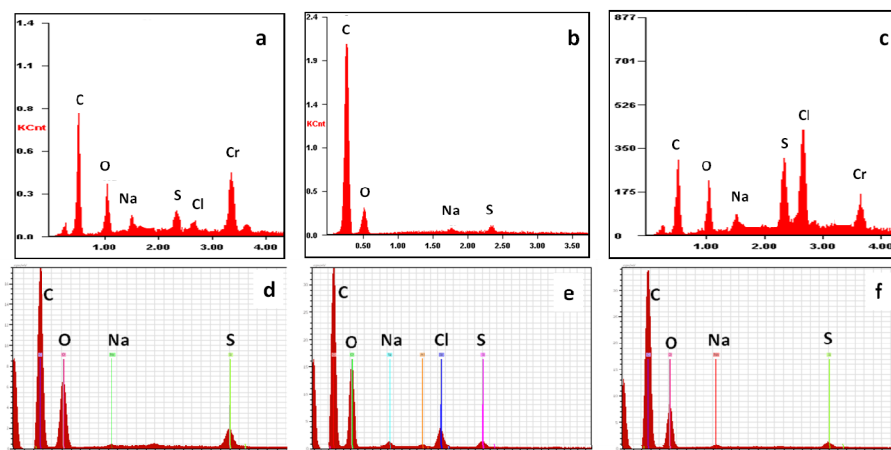 a
1.4
1.1
0.8
KCnt
0.6
0.3
0.0
C
O
Na
S
Cl
Cr
1.00
2.00
3.00
4.00
b
2.4
1.9
1.4
KCnt
1.0
0.5
0.0
C
O
Na
S
0.50
1.00
1.50
2.00
2.50
3.00
3.50
c
877
701
526
350
175
0
C
O
Na
S
Cl
Cr
1.00
2.00
3.00
4.00
d
C
O
Na
S
e
C
O
Na
Cl
S
f
C
O
Na
S